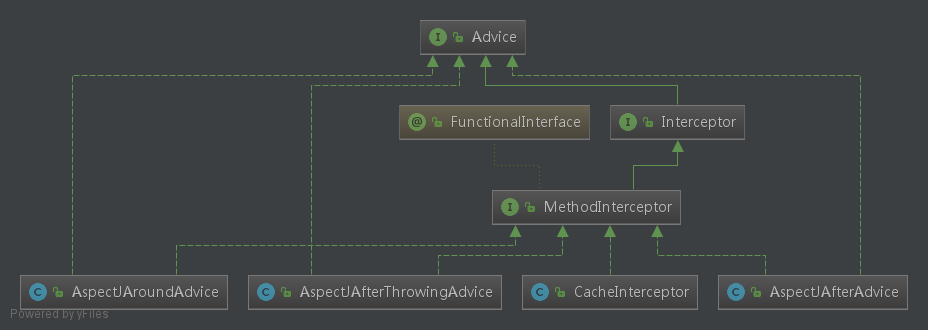 I Advice
@ FunctionalInterface
I Interceptor
I MethodInterceptor
C AspectJAroundAdvice
C AspectJAfterThrowingAdvice
C CacheInterceptor
C AspectJAfterAdvice
Powered by yFiles